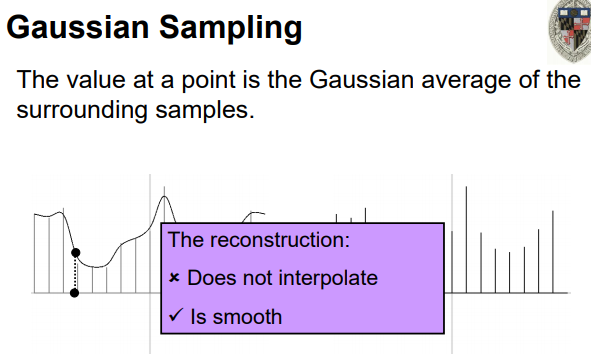 Gaussian Sampling
The value at a point is the Gaussian average of the
surrounding samples.
The reconstruction:
× Does not interpolate
✓ Is smooth